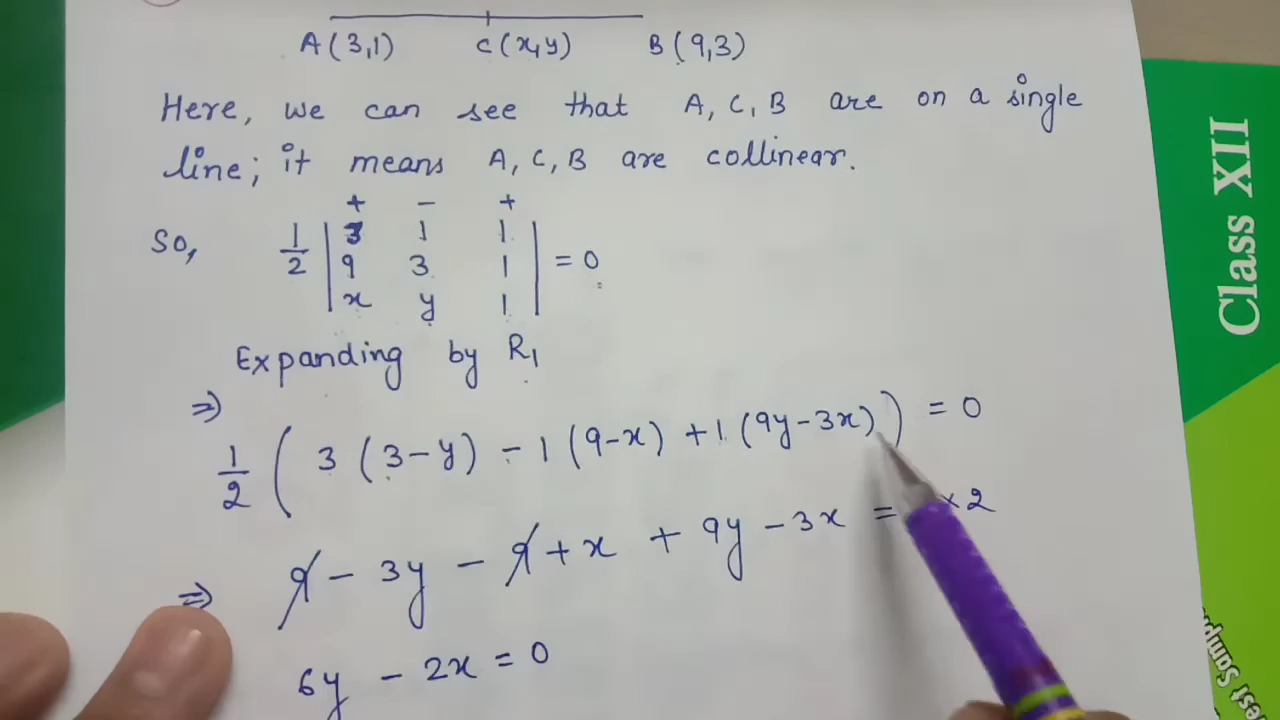 A(3,1) C(x,y) B(9,3)
Here, we can see that A, C, B are on a single
line; it means A, C, B are collinear.
+ - +
So, 1/2 | 3 1 1 |
| 9 3 1 | = 0
| x y 1 |
Expanding by R₁
⇒
1/2 ( 3 (3-y) - 1 (9-x) + 1 (9y-3x) ) = 0
⇒ 9 - 3y - 9 + x + 9y - 3x = ×2
6y - 2x = 0
Class XII